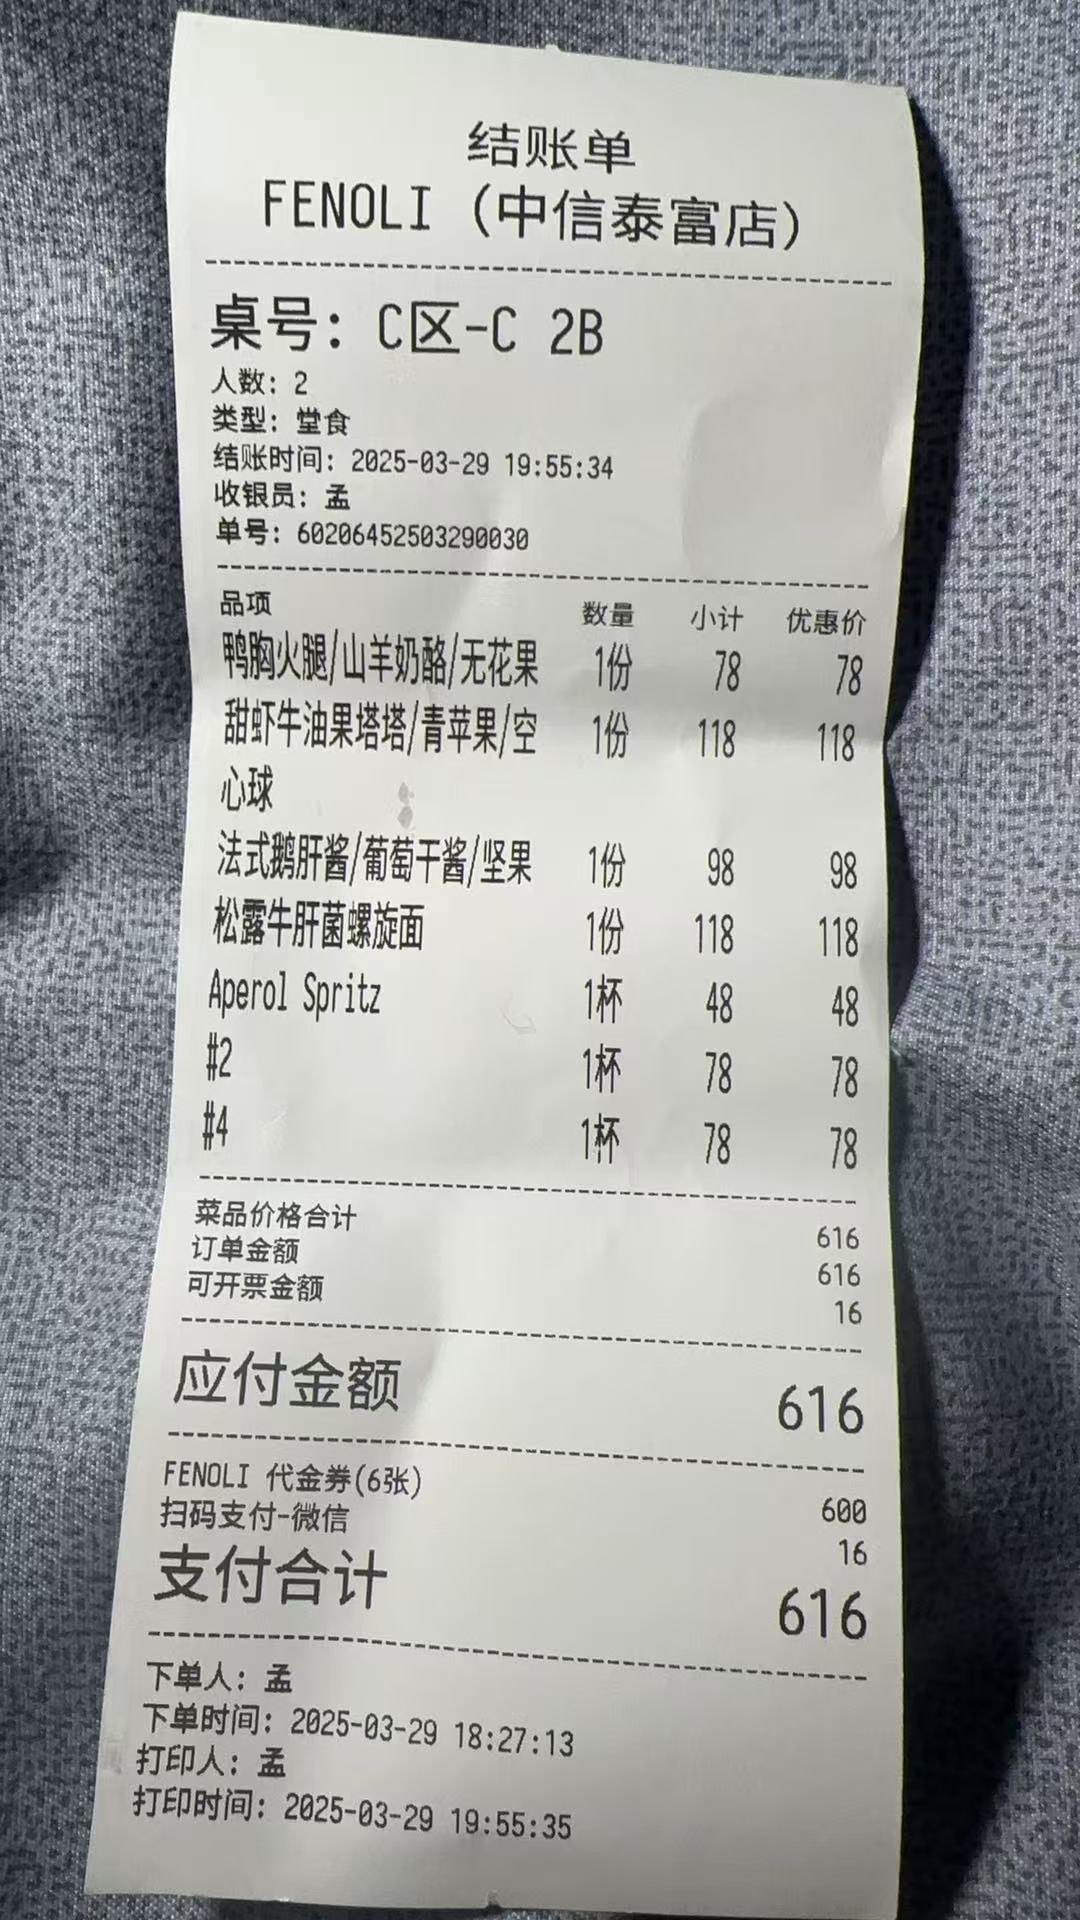 结账单
FENOLI (中信泰富店)
桌号: C区-C 2B
人数: 2
类型: 堂食
结账时间: 2025-03-29 19:55:34
收银员: 孟
单号: 602064525032900030
品项 数量 小计 优惠价
鸭胸火腿/山羊奶酪/无花果 1份 78 78
甜虾牛油果塔塔/青苹果/空 1份 118 118
心球
法式鹅肝酱/葡萄干酱/坚果 1份 98 98
松露牛肝菌螺旋面 1份 118 118
Aperol Spritz 1杯 48 48
#2 1杯 78 78
#4 1杯 78 78
菜品价格合计 616
订单金额 616
可开票金额 16
应付金额 616
FENOLI 代金券(6张) 600
扫码支付-微信 16
支付合计 616
下单人: 孟
下单时间: 2025-03-29 18:27:13
打印人: 孟
打印时间: 2025-03-29 19:55:35